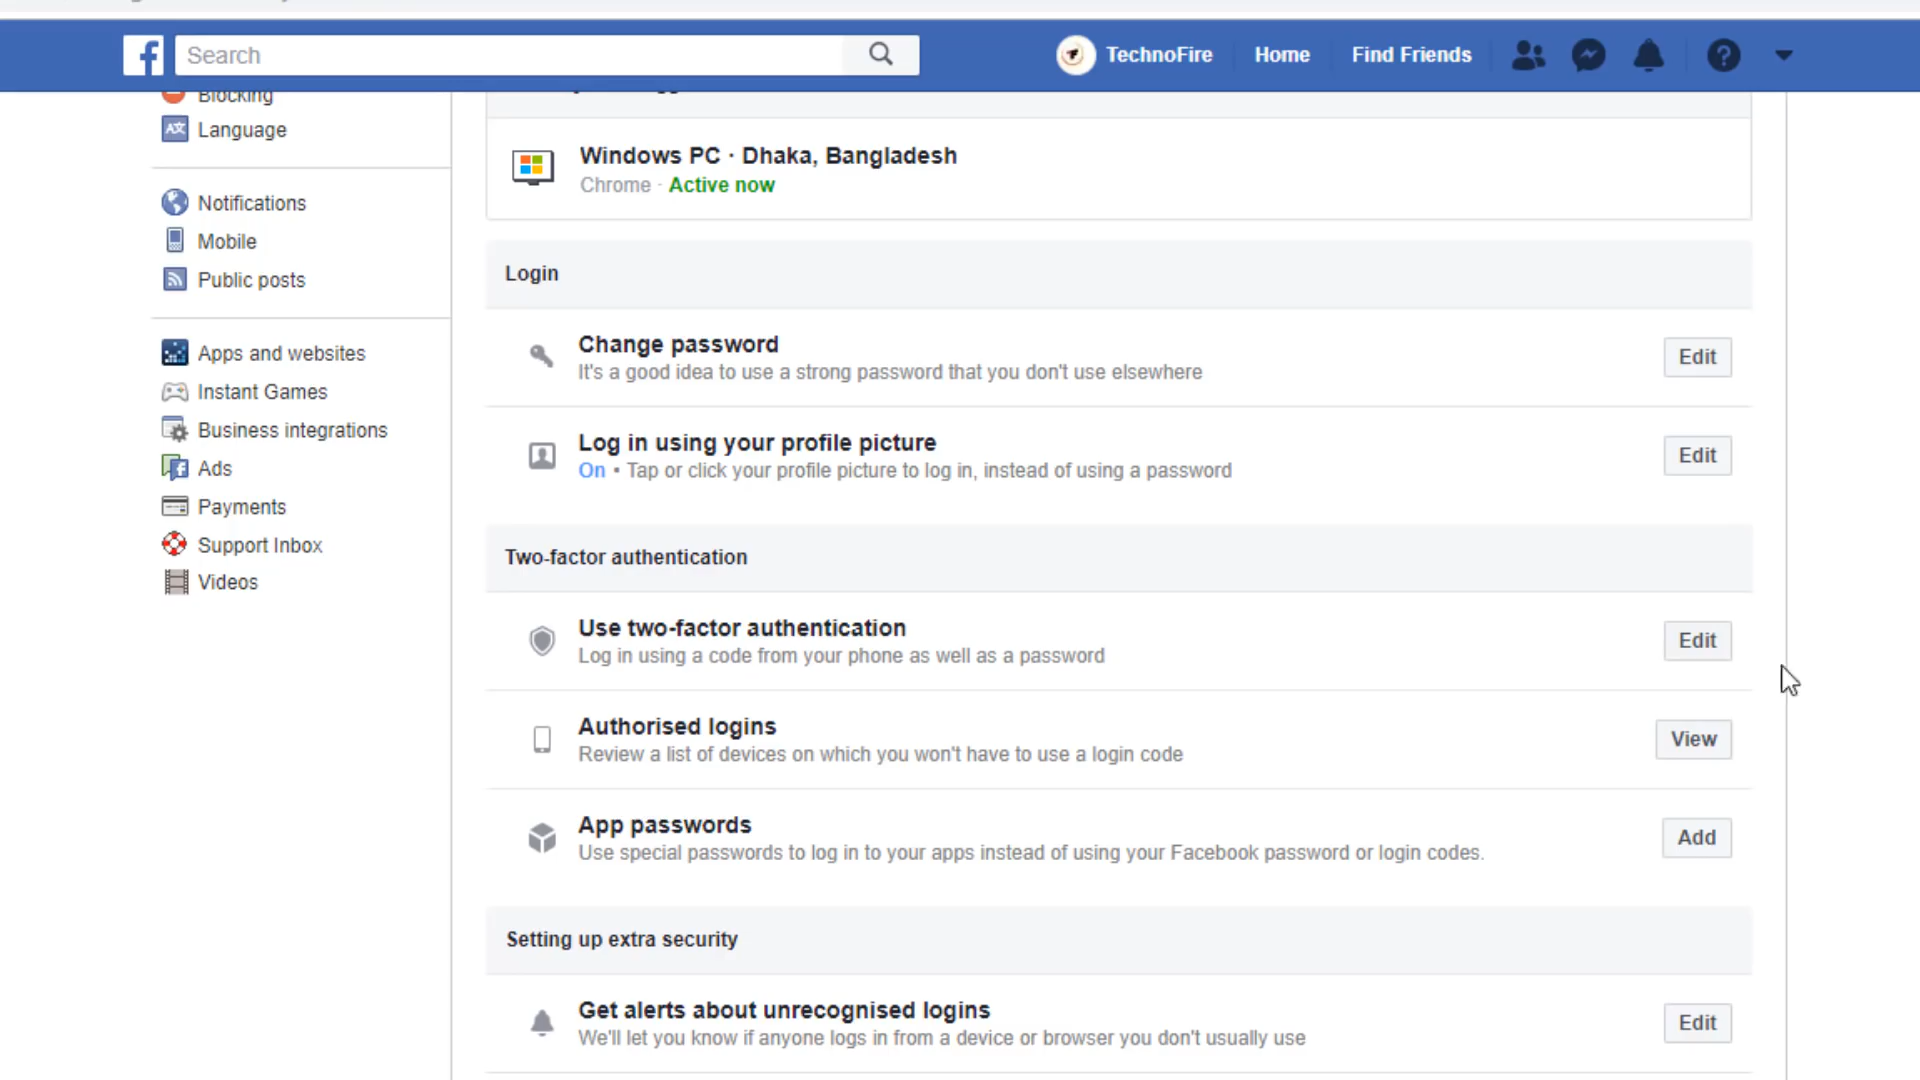 Search
TechnoFire
Home
Find Friends
Blocking
Language
Notifications
Mobile
Public posts
Apps and websites
Instant Games
Business integrations
Ads
Payments
Support Inbox
Videos
Windows PC · Dhaka, Bangladesh
Chrome · Active now
Login
Change password
It's a good idea to use a strong password that you don't use elsewhere
Edit
Log in using your profile picture
On • Tap or click your profile picture to log in, instead of using a password
Edit
Two-factor authentication
Use two-factor authentication
Log in using a code from your phone as well as a password
Edit
Authorised logins
Review a list of devices on which you won't have to use a login code
View
App passwords
Use special passwords to log in to your apps instead of using your Facebook password or login codes.
Add
Setting up extra security
Get alerts about unrecognised logins
We'll let you know if anyone logs in from a device or browser you don't usually use
Edit